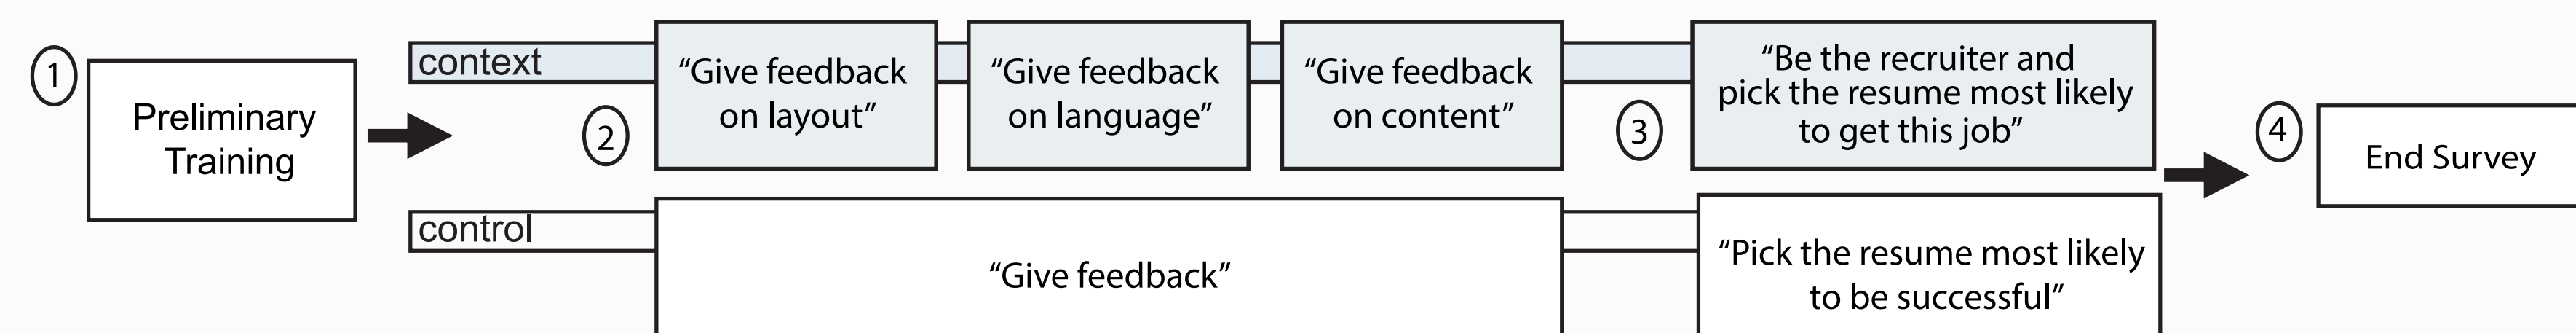 1
Preliminary
Training
context
2
“Give feedback
on layout”
“Give feedback
on language”
“Give feedback
on content”
3
“Be the recruiter and
pick the resume most likely
to get this job”
control
“Give feedback”
“Pick the resume most likely
to be successful”
4
End Survey